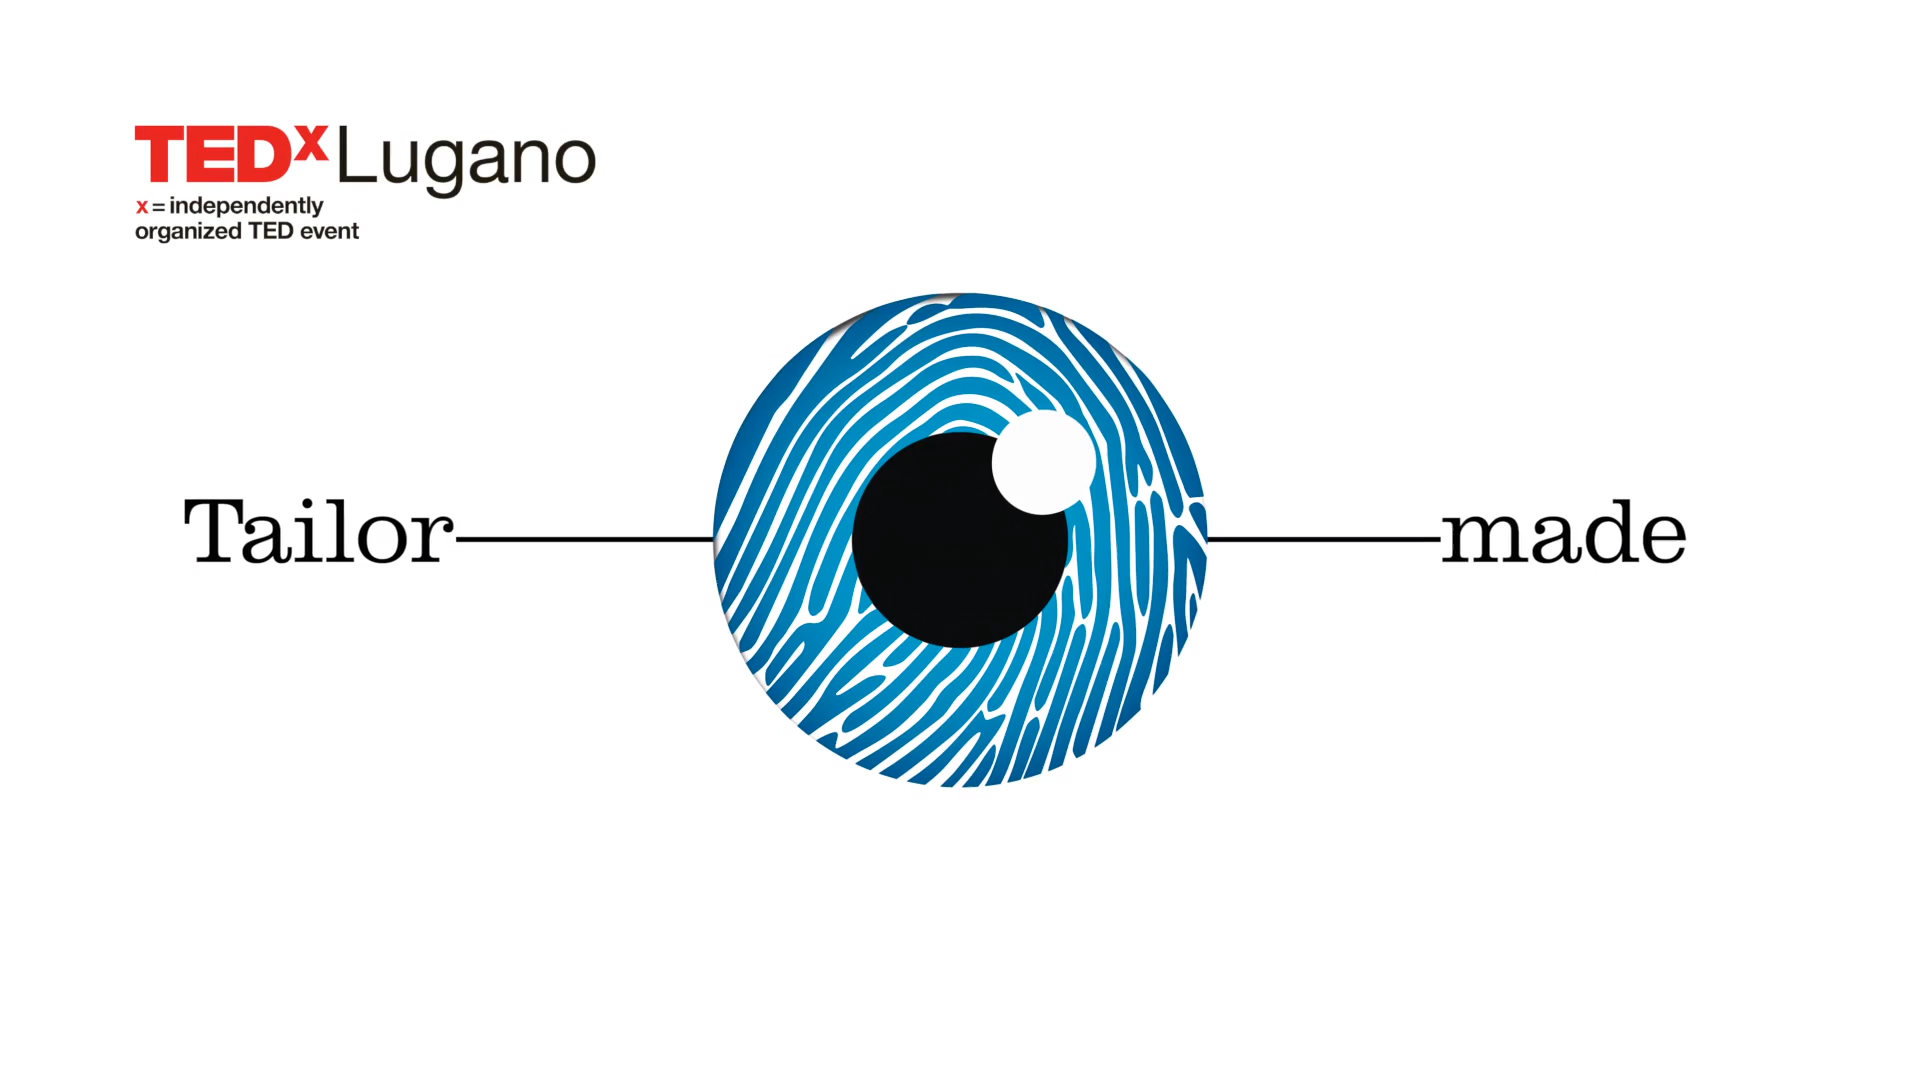 TEDxLugano
x = independently
organized TED event
Tailor made